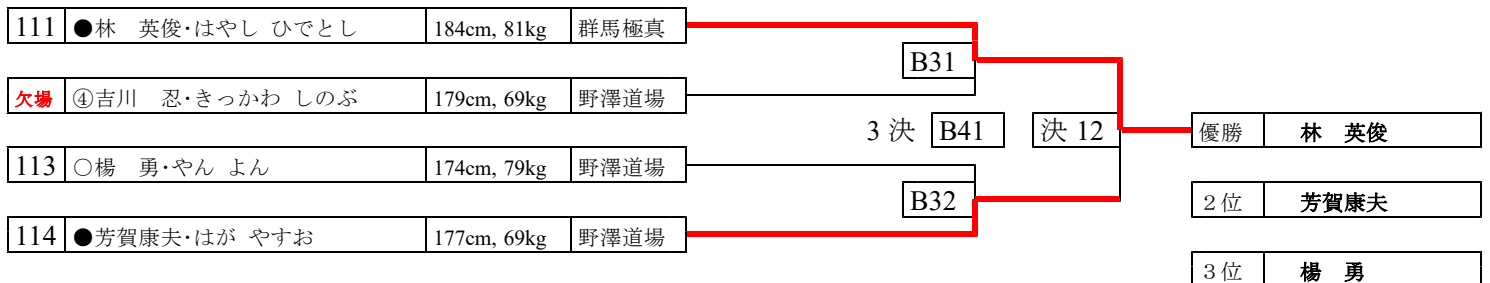 111 ●林　英俊・はやし ひでとし 184cm, 81kg 群馬極真
B31
欠場 ④吉川　忍・きっかわ しのぶ 179cm, 69kg 野澤道場
3決 B41 決12 優勝 林 英俊
113 ○楊　勇・やん よん 174cm, 79kg 野澤道場
B32 2位 芳賀康夫
114 ●芳賀康夫・はが やすお 177cm, 69kg 野澤道場
3位 楊　勇